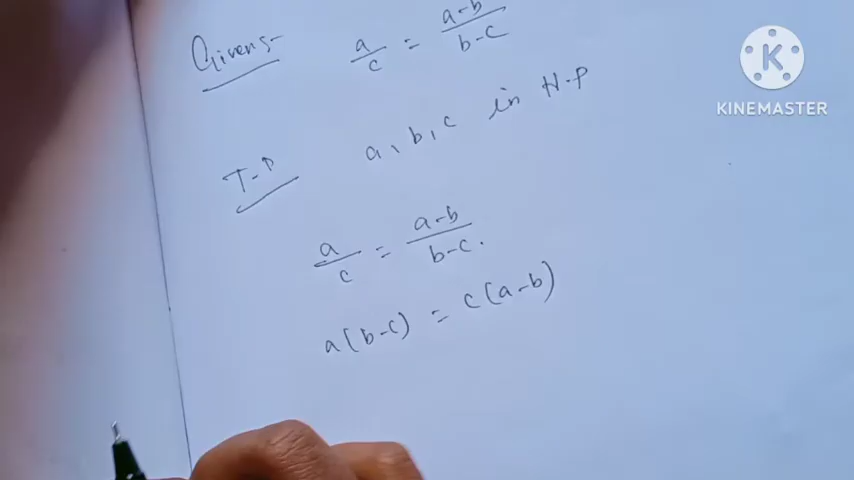 Given:- a/c = a-b/b-c
T.P a, b, c in H.P
a/c = a-b/b-c.
a(b-c) = c(a-b)
K
KINEMASTER